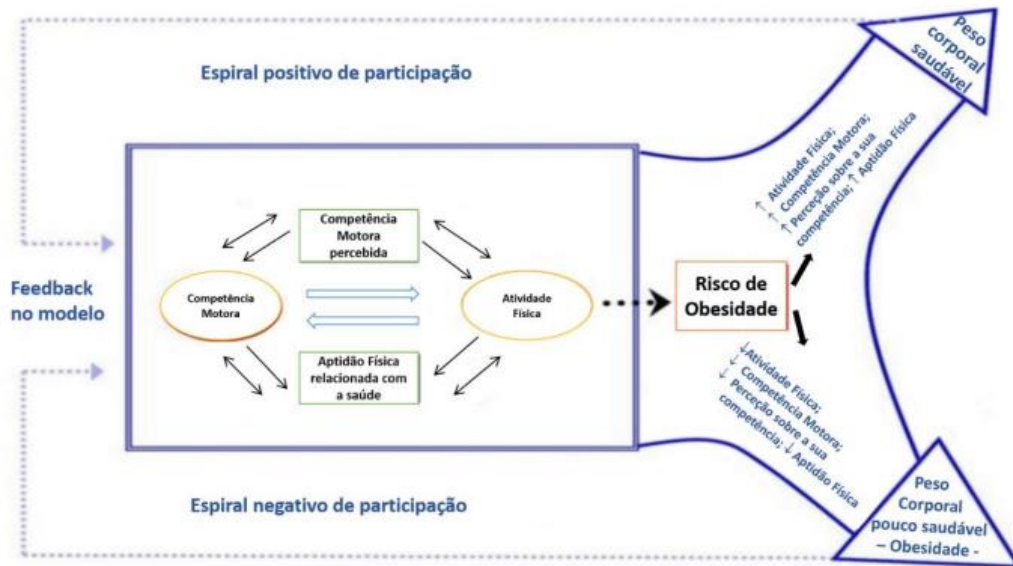 Espiral positivo de participação
Peso
corporal
saudável
↑ Atividade Física;
↑ Competência Motora;
↑ Perceção sobre a sua
competência; ↑ Aptidão Física
Competência
Motora
percebida
Feedback
no modelo
Competência
Motora
Atividade
Física
Risco de
Obesidade
Aptidão Física
relacionada com
a saúde
↓Atividade Física;
↓ Competência Motora;
↓ Perceção sobre a sua
competência; ↓ Aptidão Física
Espiral negativo de participação
Peso
Corporal
pouco saudável
– Obesidade -